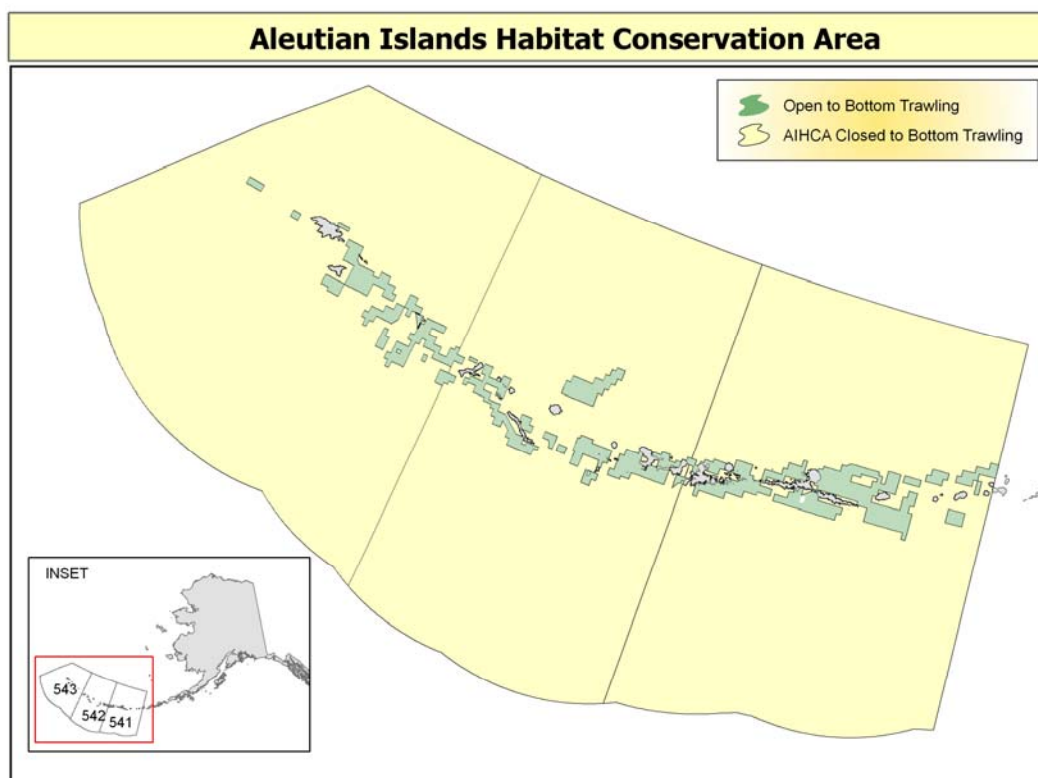 Aleutian Islands Habitat Conservation Area
Open to Bottom Trawling
AIHCA Closed to Bottom Trawling
INSET
543
542
541